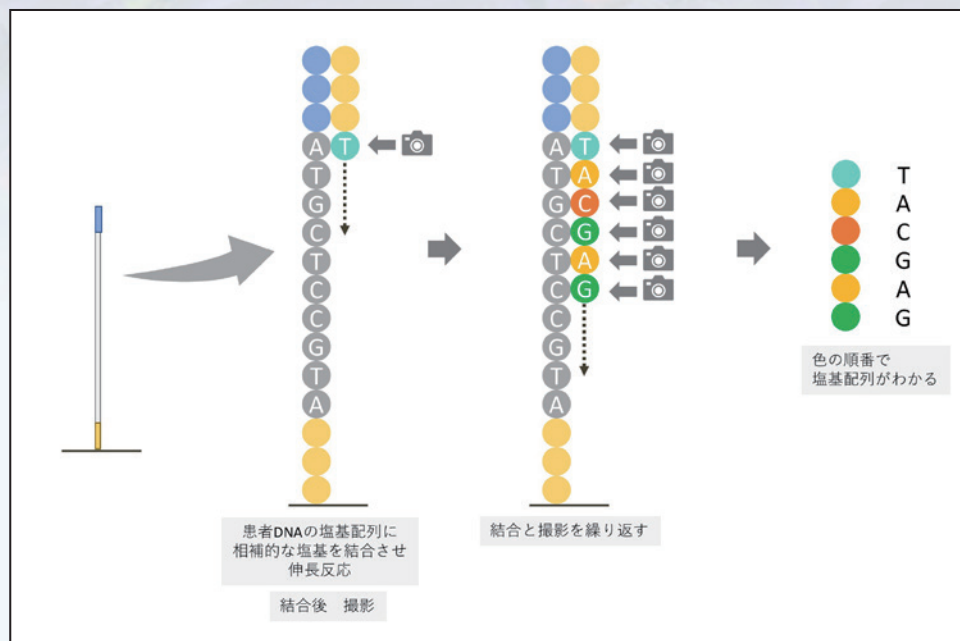 A T
T
G
C
T
C
C
G
T
A
A T
T A
G C
C G
T A
C G
C
G
T
A
T
A
C
G
A
G
色の順番で
塩基配列がわかる
患者DNAの塩基配列に
相補的な塩基を結合させ
伸長反応
結合後 撮影
結合と撮影を繰り返す